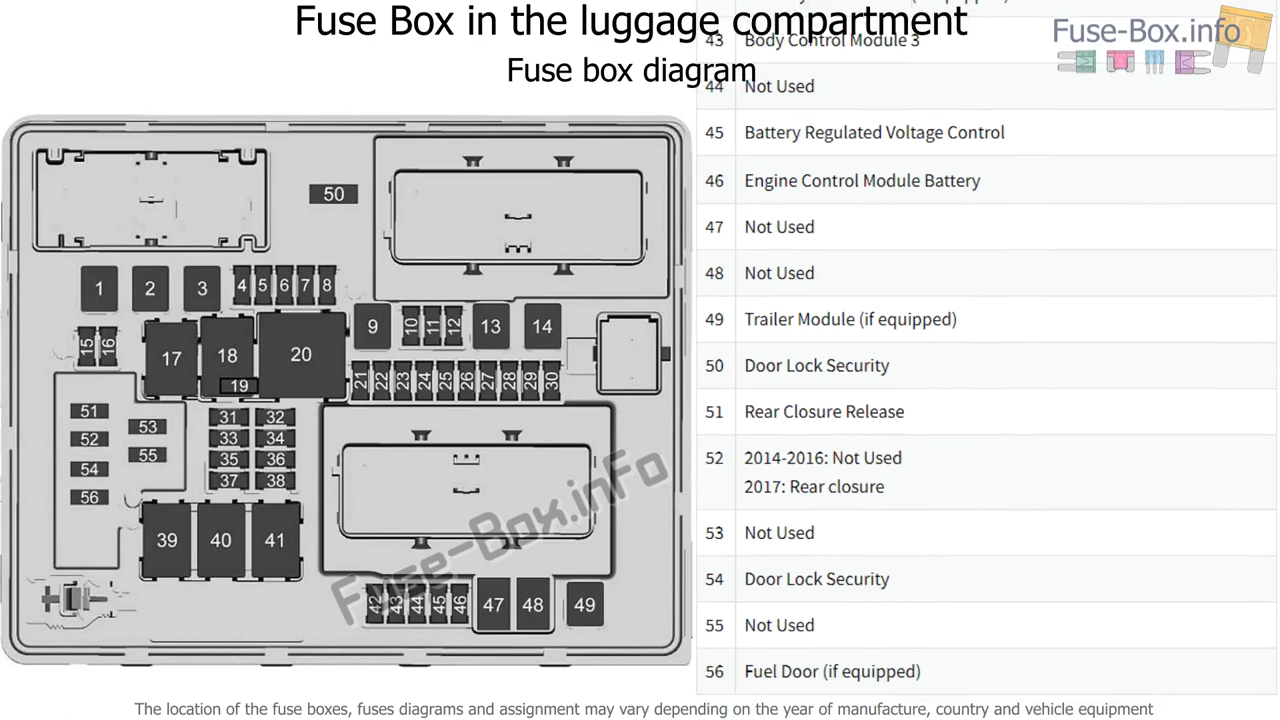 Fuse Box in the luggage compartment
Fuse box diagram
Fuse-Box.info
43 Body Control Module 3
44 Not Used
45 Battery Regulated Voltage Control
46 Engine Control Module Battery
47 Not Used
48 Not Used
49 Trailer Module (if equipped)
50 Door Lock Security
51 Rear Closure Release
52 2014-2016: Not Used
2017: Rear closure
53 Not Used
54 Door Lock Security
55 Not Used
56 Fuel Door (if equipped)
50
1 2 3 4 5 6 7 8
9 10 11 12 13 14
15 16 17 18 19 20
21 22 23 24 25 26 27 28 29 30
51 53 31 32
52 33 34
54 55 35 36
56 37 38
39 40 41
Fuse-Box.inFo
42 43 44 45 46 47 48 49
The location of the fuse boxes, fuses diagrams and assignment may vary depending on the year of manufacture, country and vehicle equipment